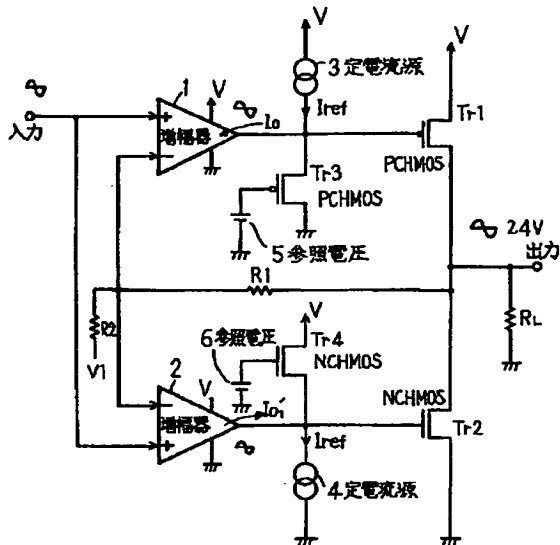 V
V
3 定電流源
1
V
Iref
Tr1
入力
+
増幅器
Io
−
Tr3
PCHMOS
PCHMOS
5 参照電圧
24V
出力
R1
V
R2
6 参照電圧
Tr4
NCHMOS
RL
V1
2
V
NCHMOS
−
増幅器
Io'
+
Iref
Tr2
4 定電流源